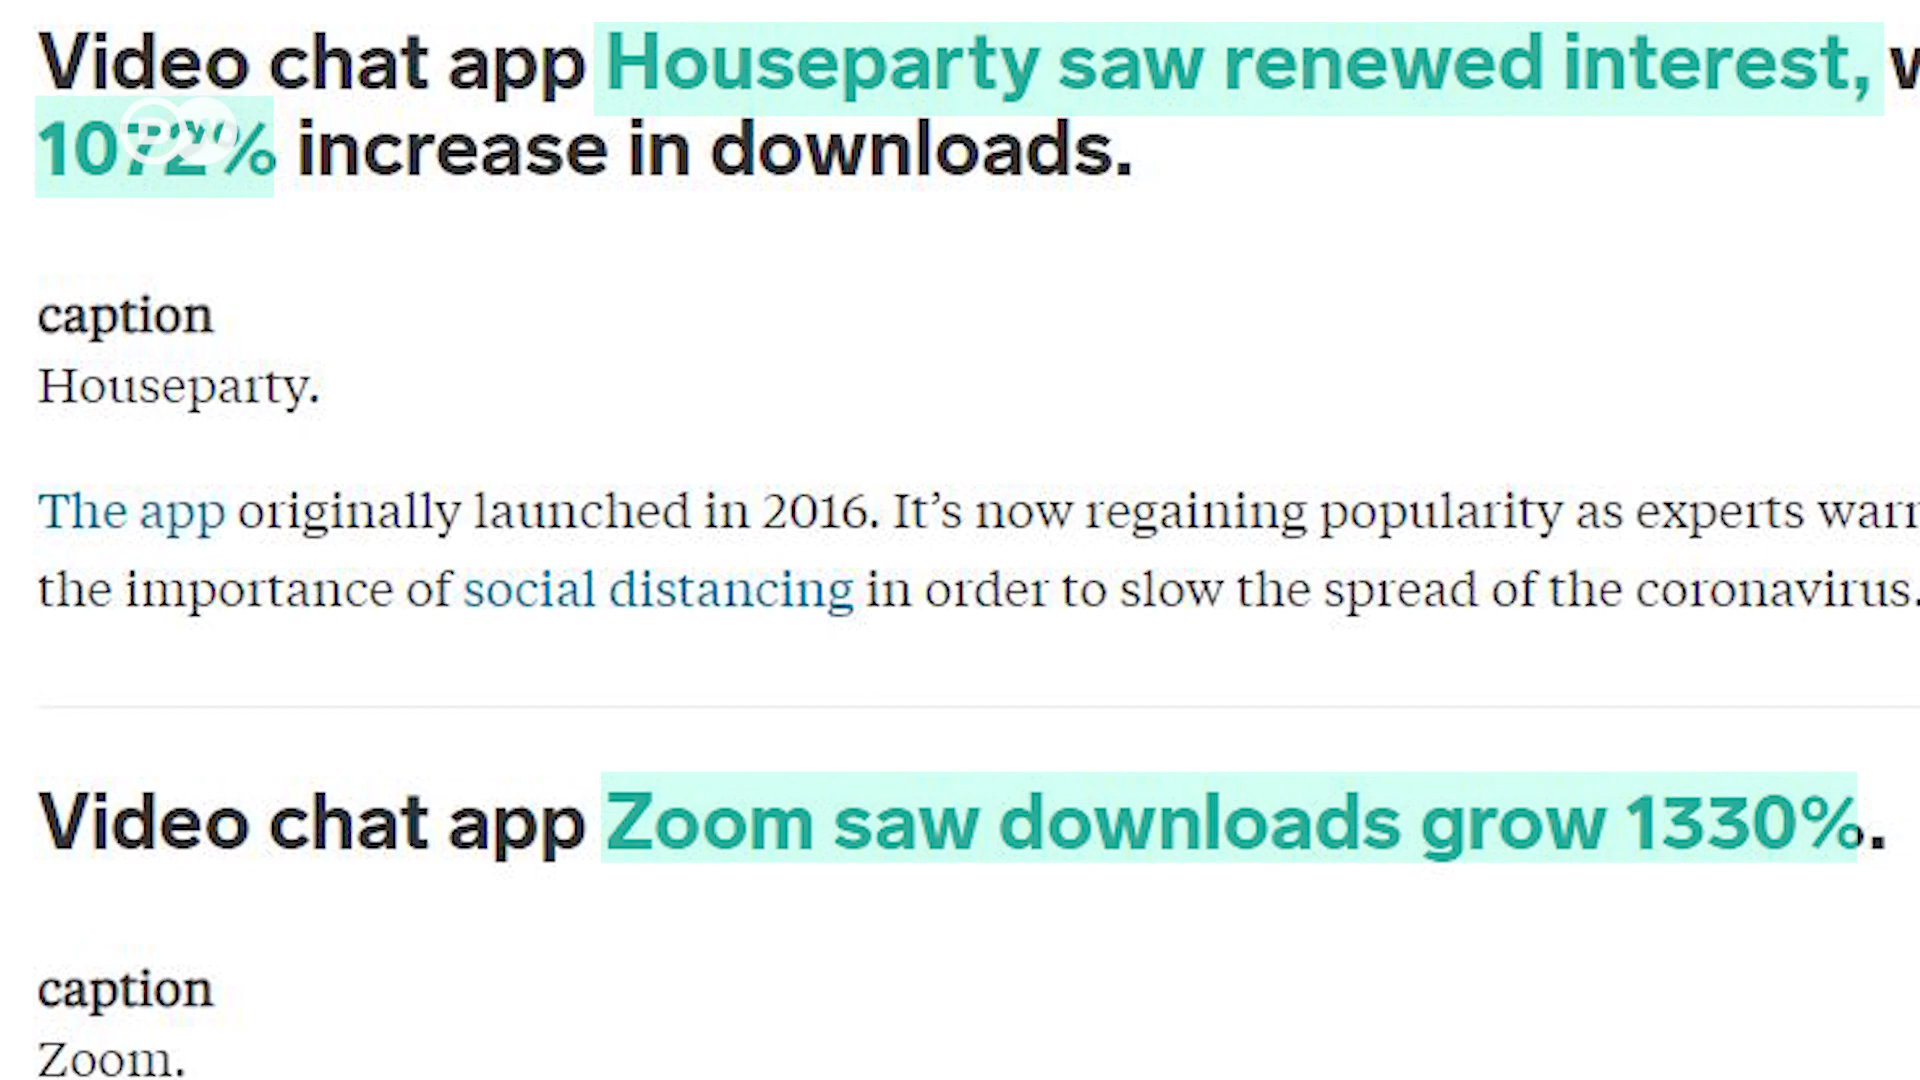 Video chat app Houseparty saw renewed interest,
1072% increase in downloads.
caption
Houseparty.
The app originally launched in 2016. It’s now regaining popularity as experts
the importance of social distancing in order to slow the spread of the coronavirus.
Video chat app Zoom saw downloads grow 1330%.
caption
Zoom.